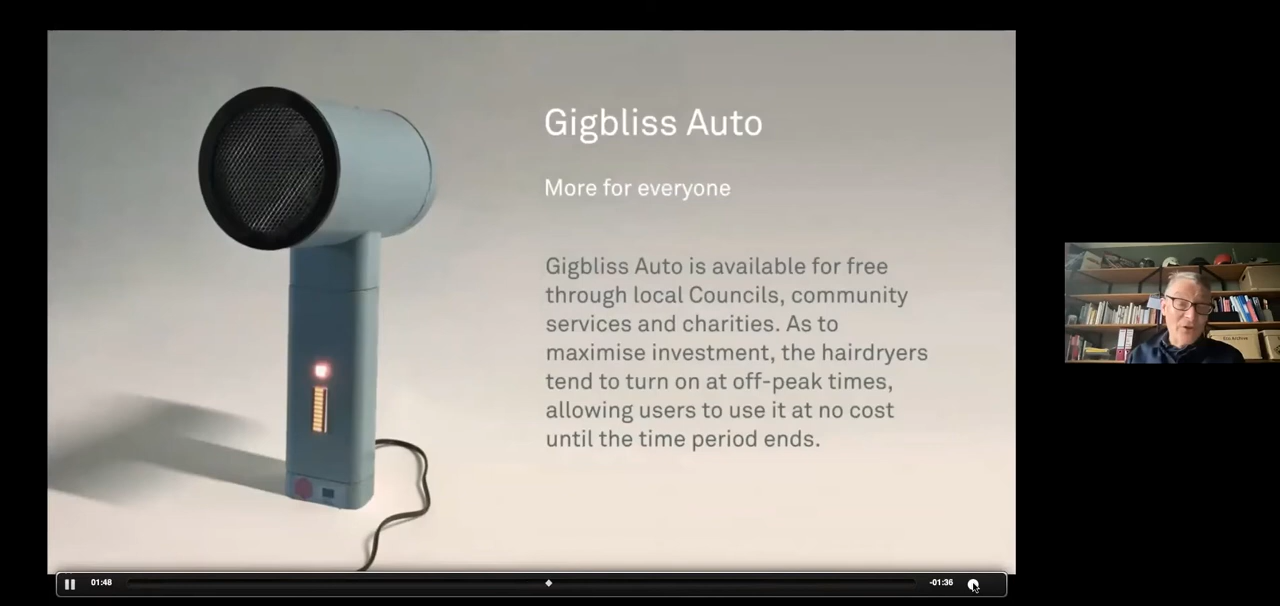 Gigbliss Auto
More for everyone
Gigbliss Auto is available for free
through local Councils, community
services and charities. As to
maximise investment, the hairdryers
tend to turn on at off-peak times,
allowing users to use it at no cost
until the time period ends.
01:48
-01:36